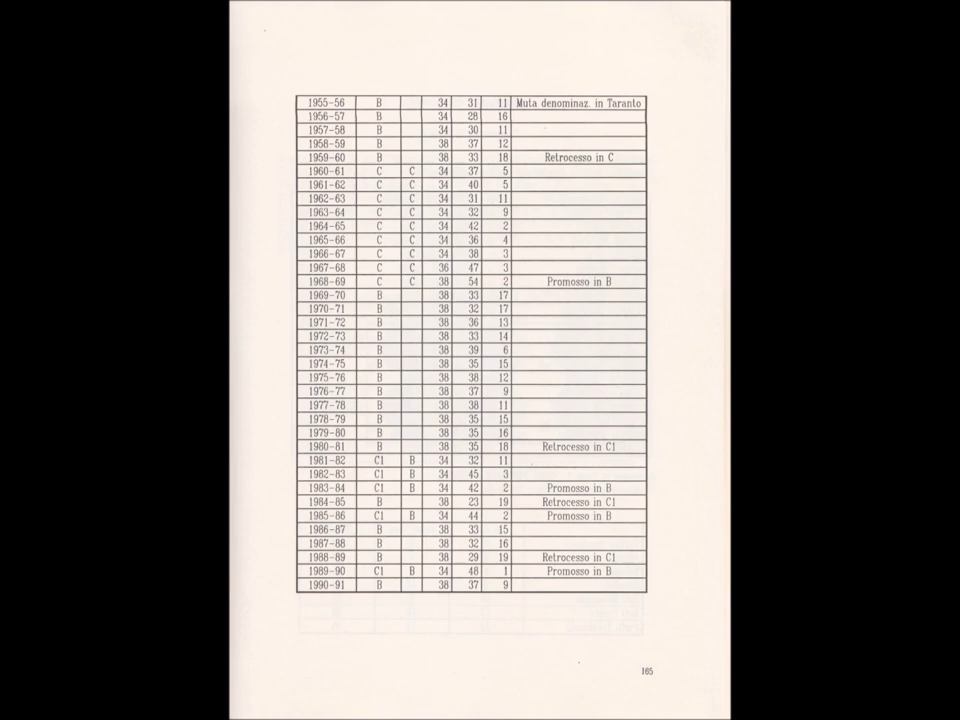 1955-56 B 34 31 11 Muta denominaz. in Taranto
1956-57 B 34 28 16
1957-58 B 34 30 11
1958-59 B 38 37 12
1959-60 B 38 33 18 Retrocesso in C
1960-61 C C 34 37 5
1961-62 C C 34 40 5
1962-63 C C 34 31 11
1963-64 C C 34 32 9
1964-65 C C 34 42 2
1965-66 C C 34 36 4
1966-67 C C 34 38 3
1967-68 C C 36 47 3
1968-69 C C 38 54 2 Promosso in B
1969-70 B 38 33 17
1970-71 B 38 32 17
1971-72 B 38 36 13
1972-73 B 38 33 14
1973-74 B 38 39 6
1974-75 B 38 35 15
1975-76 B 38 38 12
1976-77 B 38 37 9
1977-78 B 38 38 11
1978-79 B 38 35 15
1979-80 B 38 35 16
1980-81 B 38 35 18 Retrocesso in C1
1981-82 C1 B 34 32 11
1982-83 C1 B 34 45 3
1983-84 C1 B 34 42 2 Promosso in B
1984-85 B 38 23 19 Retrocesso in C1
1985-86 C1 B 34 44 2 Promosso in B
1986-87 B 38 33 15
1987-88 B 38 32 16
1988-89 B 38 29 19 Retrocesso in C1
1989-90 C1 B 34 48 1 Promosso in B
1990-91 B 38 37 9
165